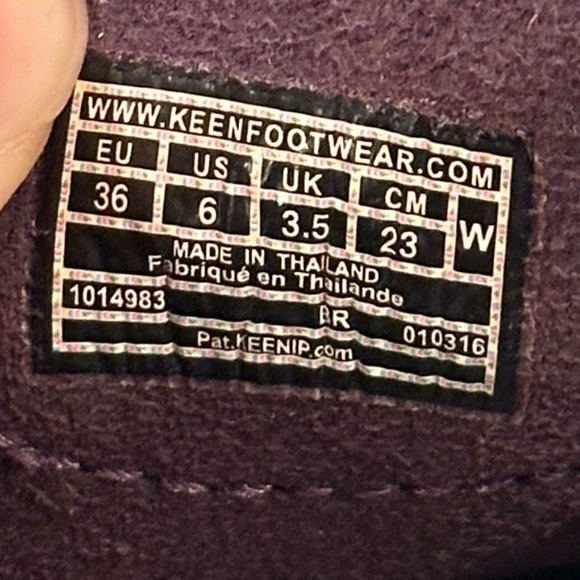 WWW.KEENFOOTWEAR.COM
EU US UK CM W
36 6 3.5 23
MADE IN THAILAND
Fabriqué en Thaïlande
1014983 BR 010316
Pat.KEENIP.com